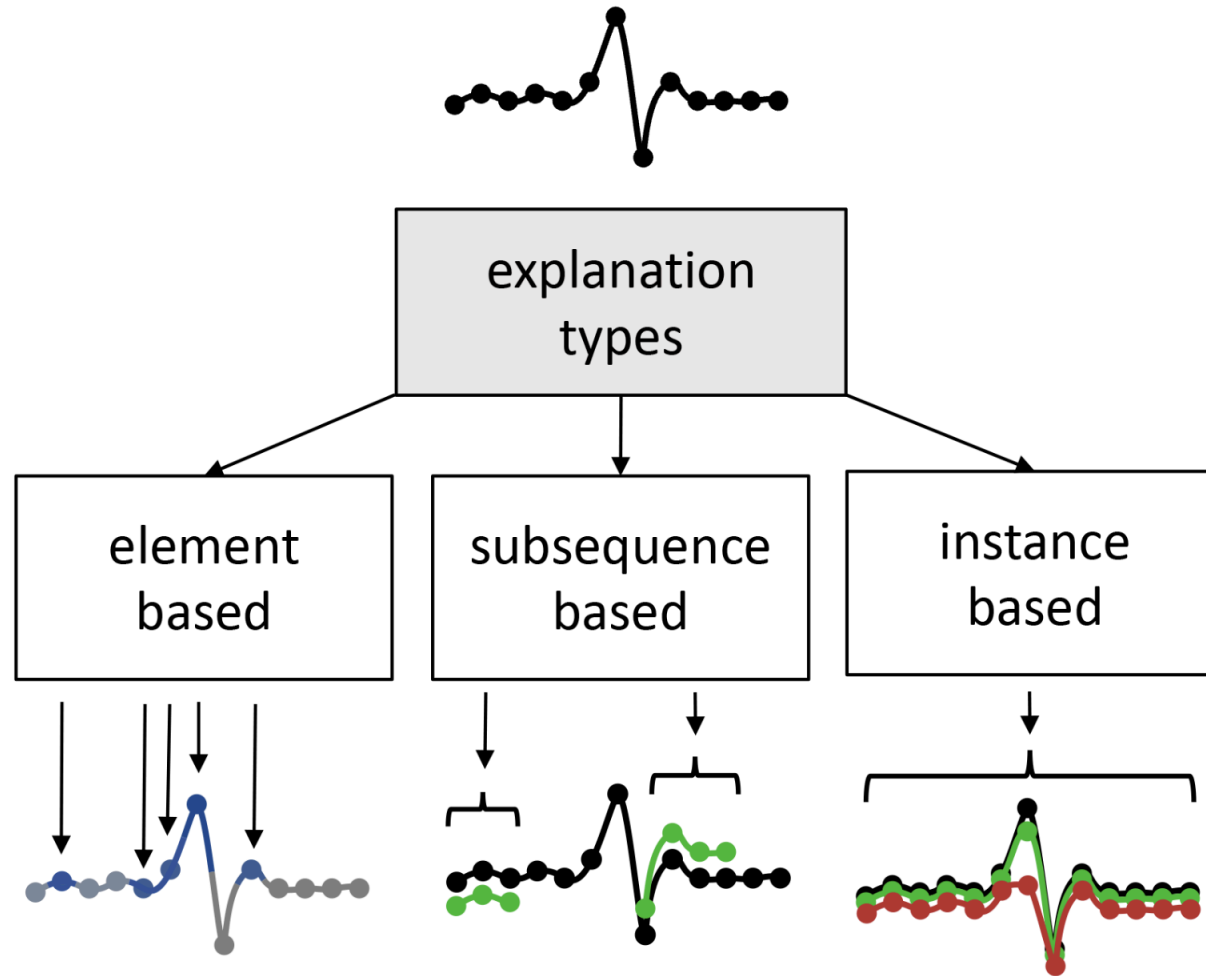 explanation
types
element
based
subsequence
based
instance
based